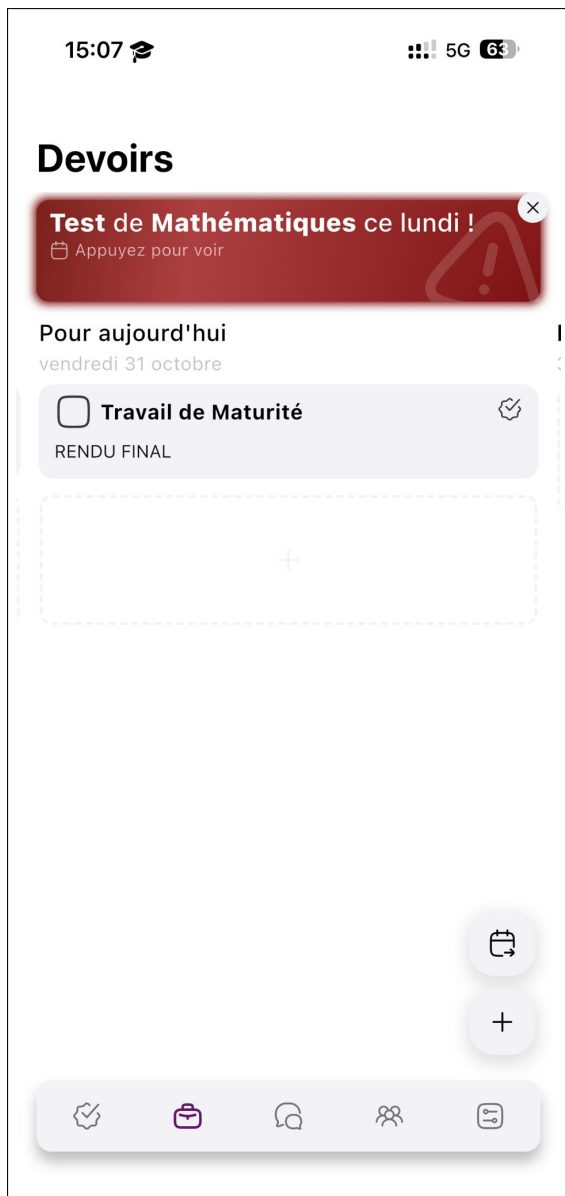 15:07 5G 63
Devoirs
Test de Mathématiques ce lundi !
Appuyez pour voir
Pour aujourd'hui
vendredi 31 octobre
Travail de Maturité
RENDU FINAL